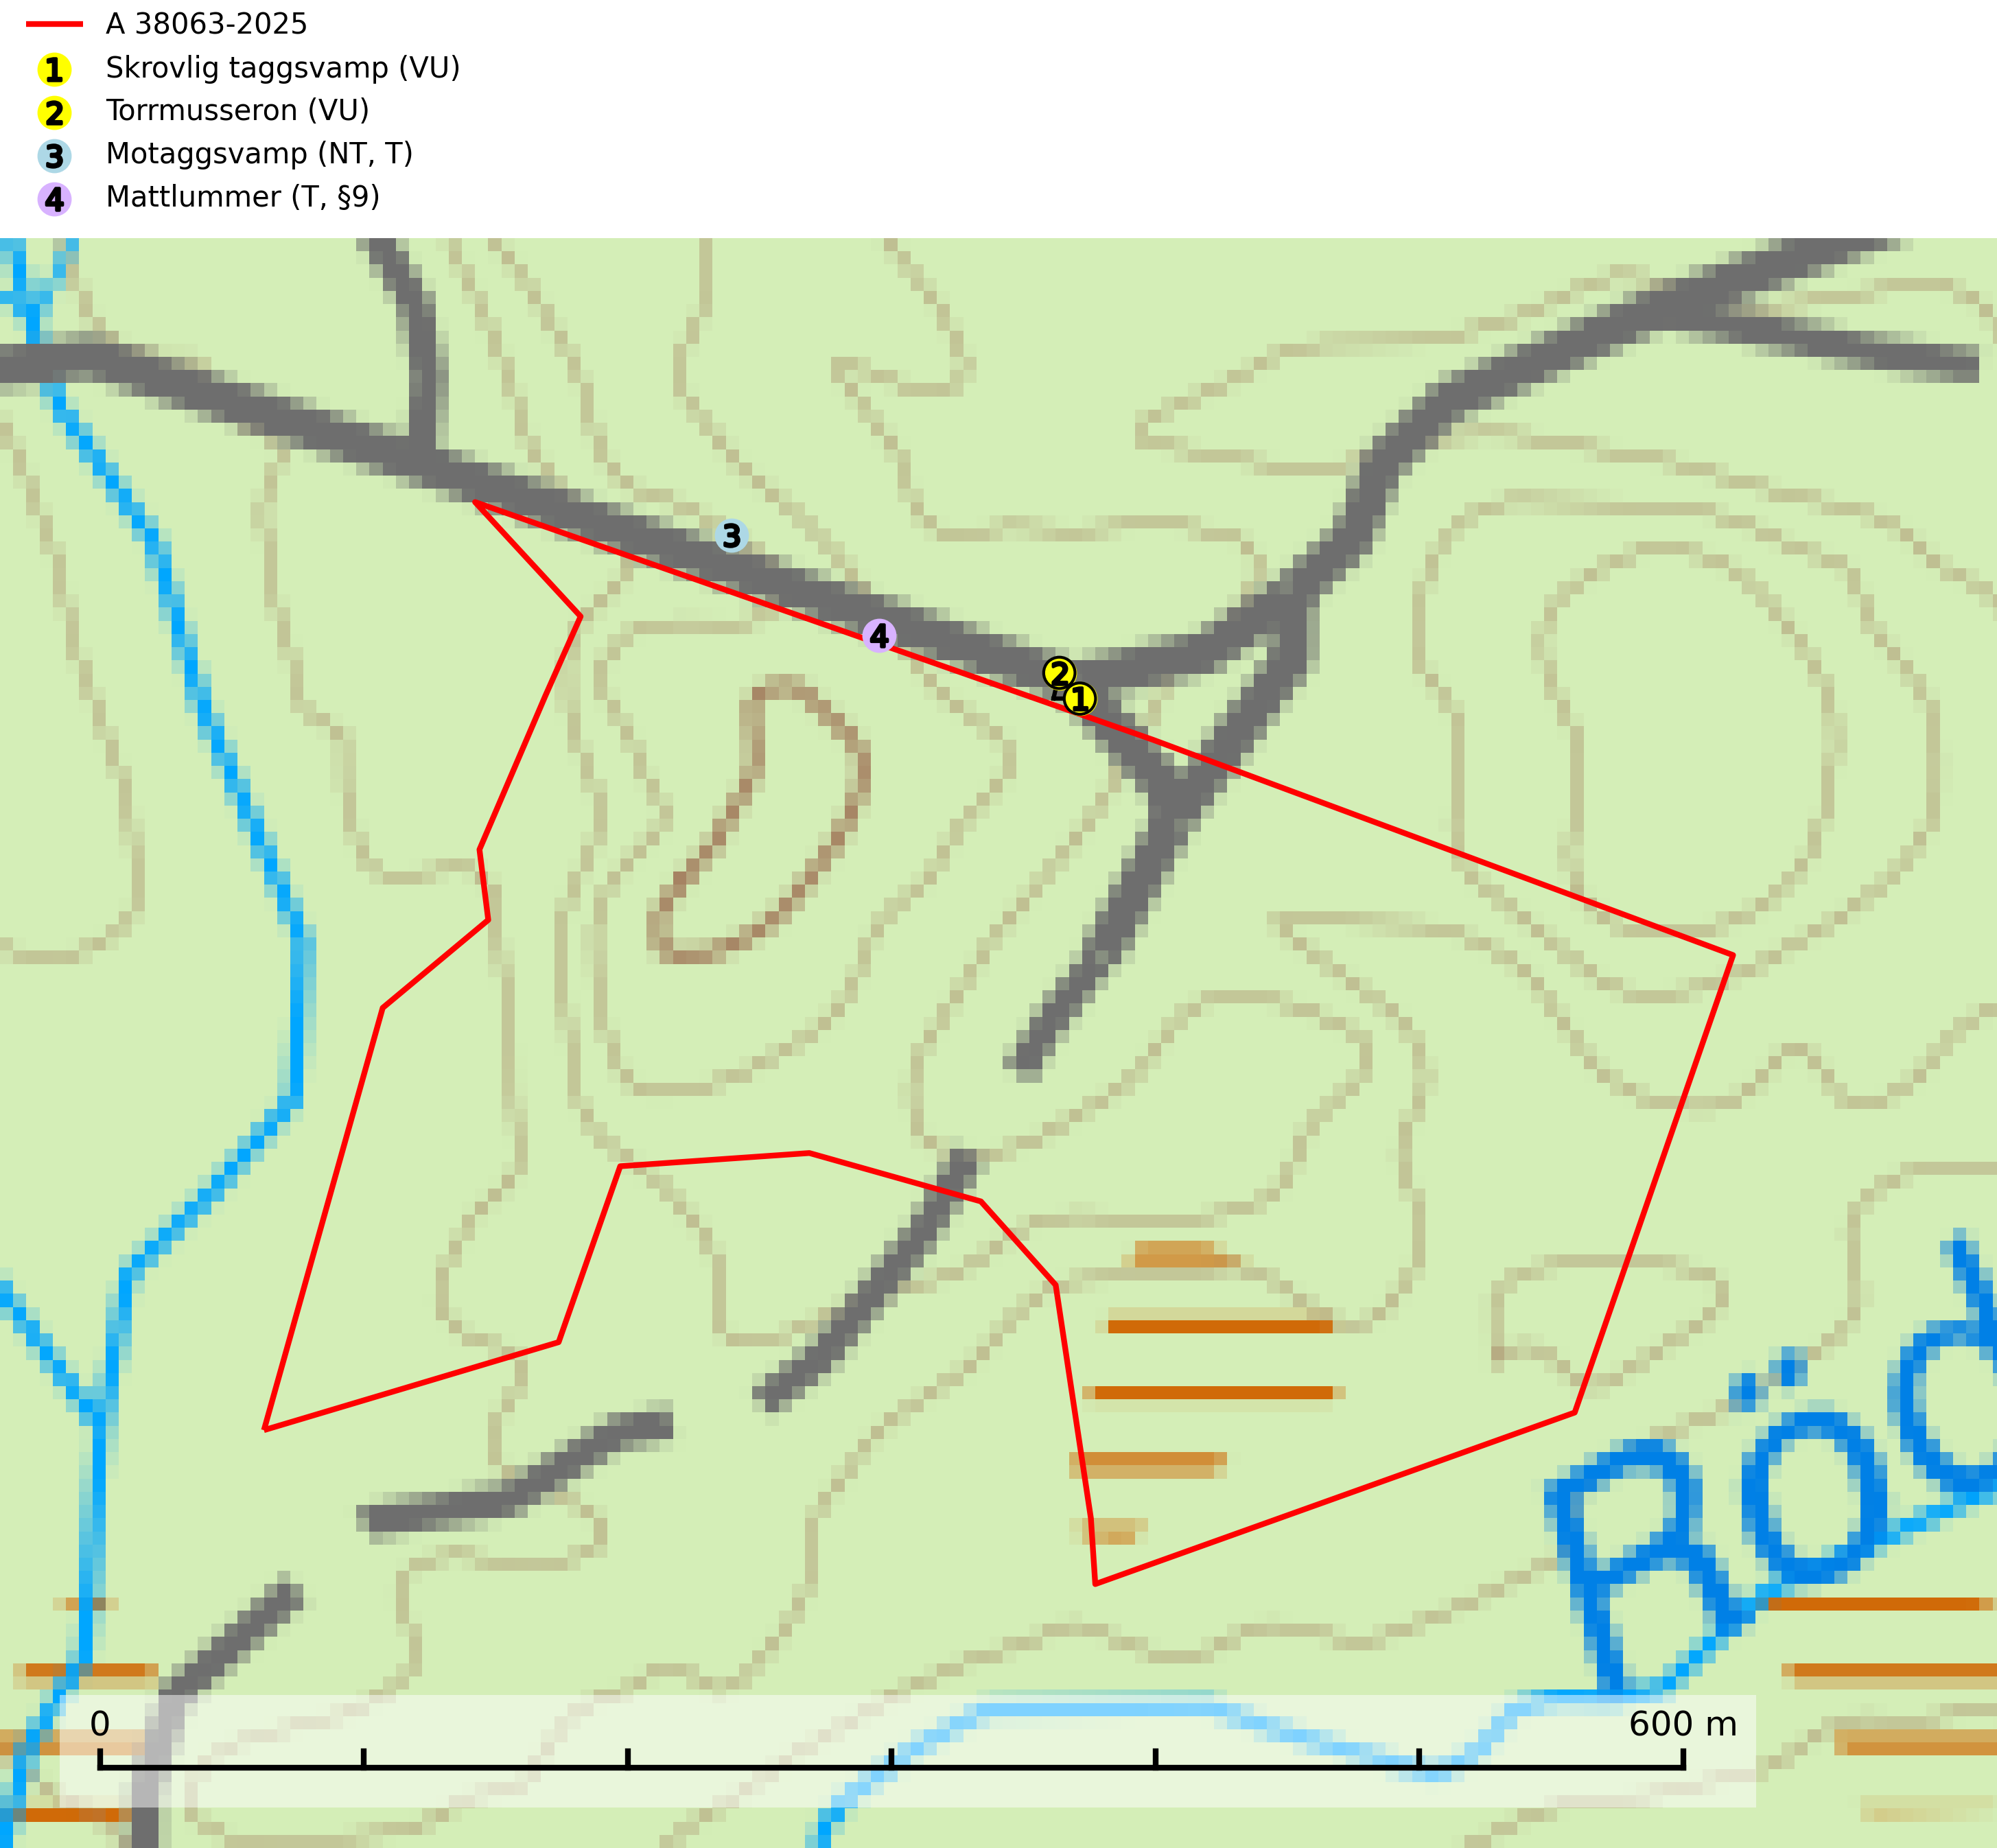 A 38063-2025
1 Skrovlig taggsvamp (VU)
2 Torrmusseron (VU)
3 Motaggsvamp (NT, T)
4 Mattlummer (T, §9)
3
4
2
1
0 600 m